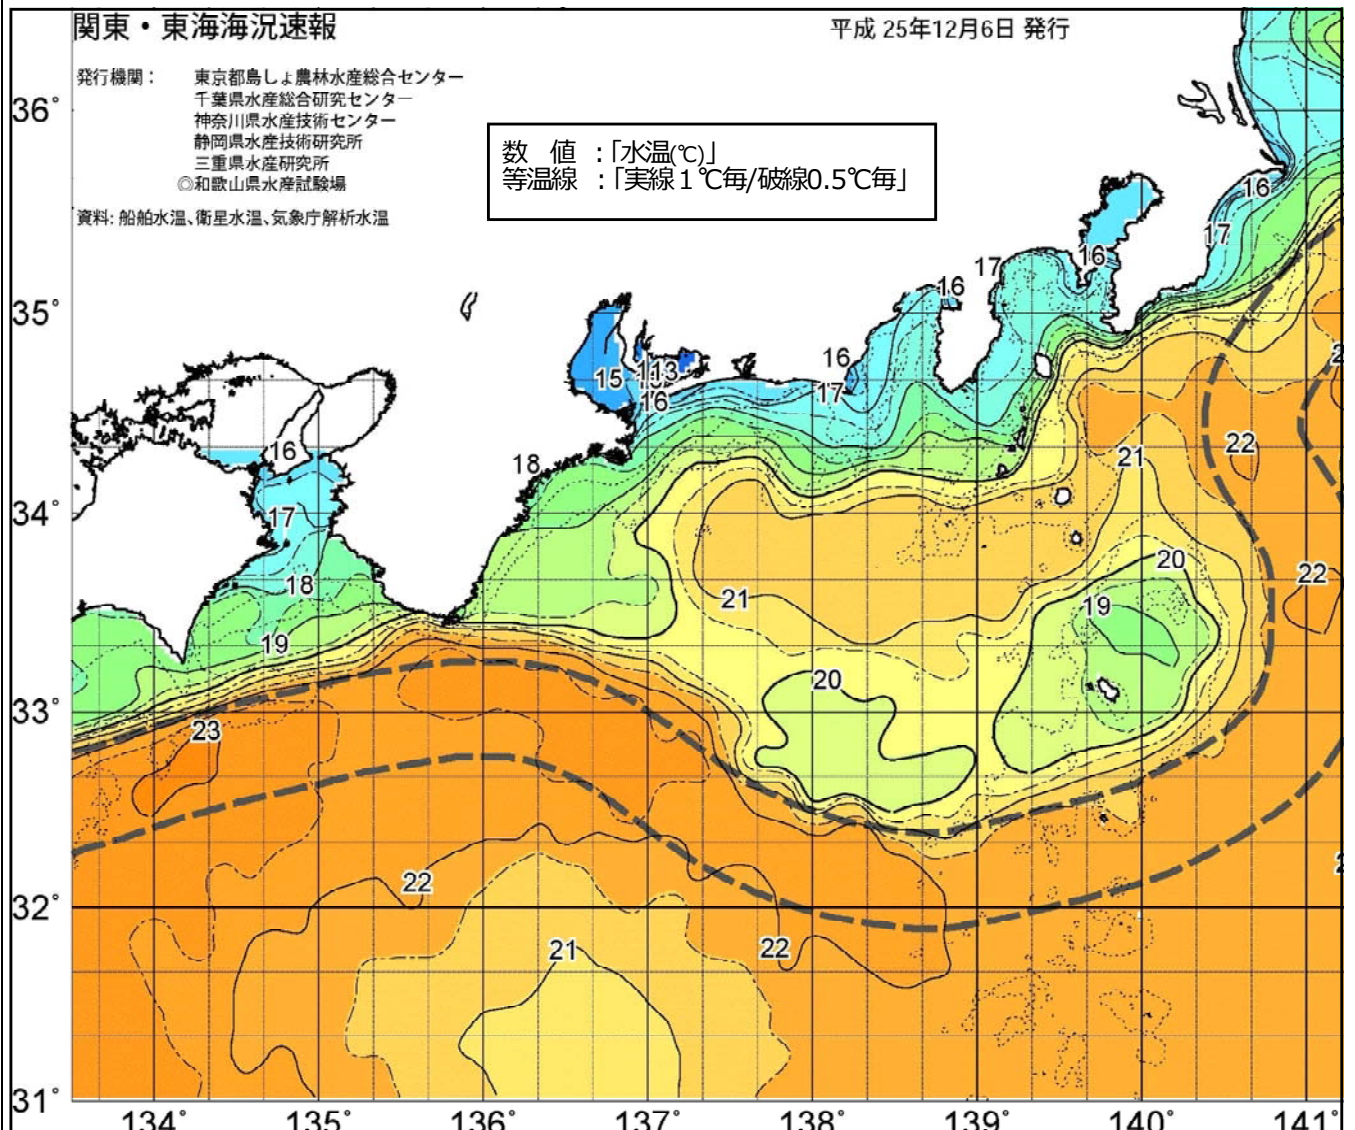 関東・東海海況速報
平成 25年12月6日 発行
発行機関： 東京都島しょ農林水産総合センター
千葉県水産総合研究センター
神奈川県水産技術センター
静岡県水産技術研究所
三重県水産研究所
◎和歌山県水産試験場
資料: 船舶水温、衛星水温、気象庁解析水温
数 値 ：「水温(℃)」
等温線 ：「実線１℃毎/破線0.5℃毎」
36°
16
17
16
35°
17
16
16
15
13
17
16
16
18
22
21
34°
17
20
22
18
21
19
19
20
33°
23
22
32°
22
21
31°
134° 135° 136° 137° 138° 139° 140° 141°